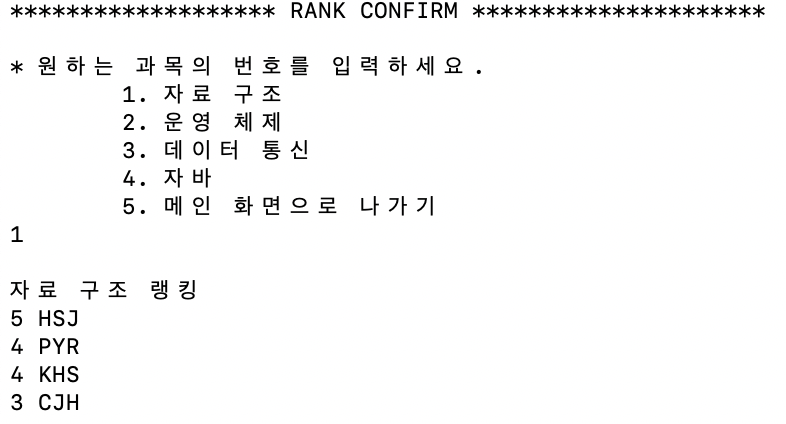 ******************* RANK CONFIRM *********************
* 원하는 과목의 번호를 입력하세요.
1. 자료 구조
2. 운영 체제
3. 데이터 통신
4. 자바
5. 메인 화면으로 나가기
1
자료 구조 랭킹
5 HSJ
4 PYR
4 KHS
3 CJH